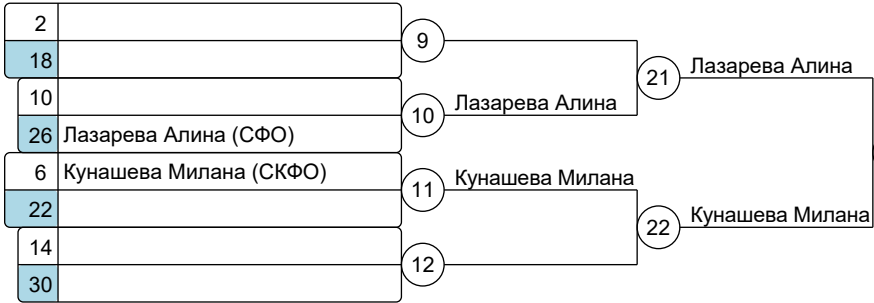 2
9
18
21 Лазарева Алина
10
10 Лазарева Алина
26 Лазарева Алина (СФО)
6 Кунашева Милана (СКФО)
11 Кунашева Милана
22
22 Кунашева Милана
14
12
30